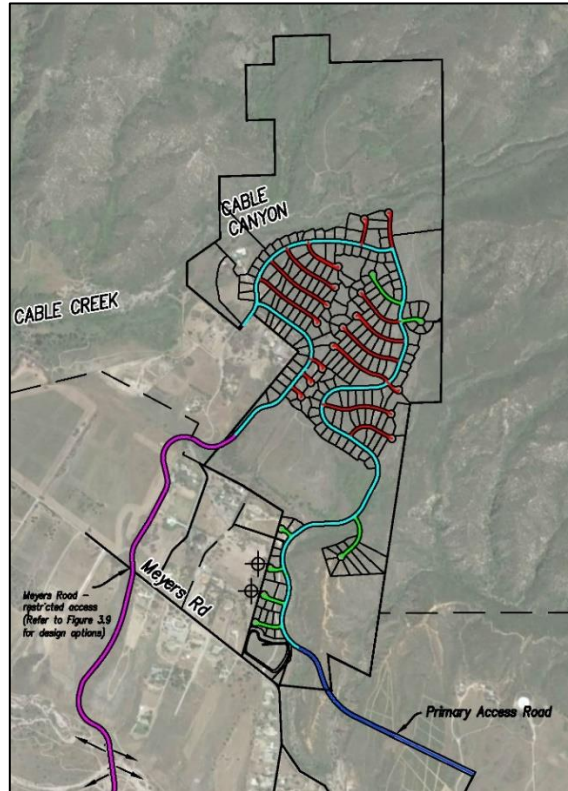 CABLE
CANYON
CABLE CREEK
Meyers Rd
Meyers Road –
restricted access
(Refer to Figure 3.9
for design options)
Primary Access Road